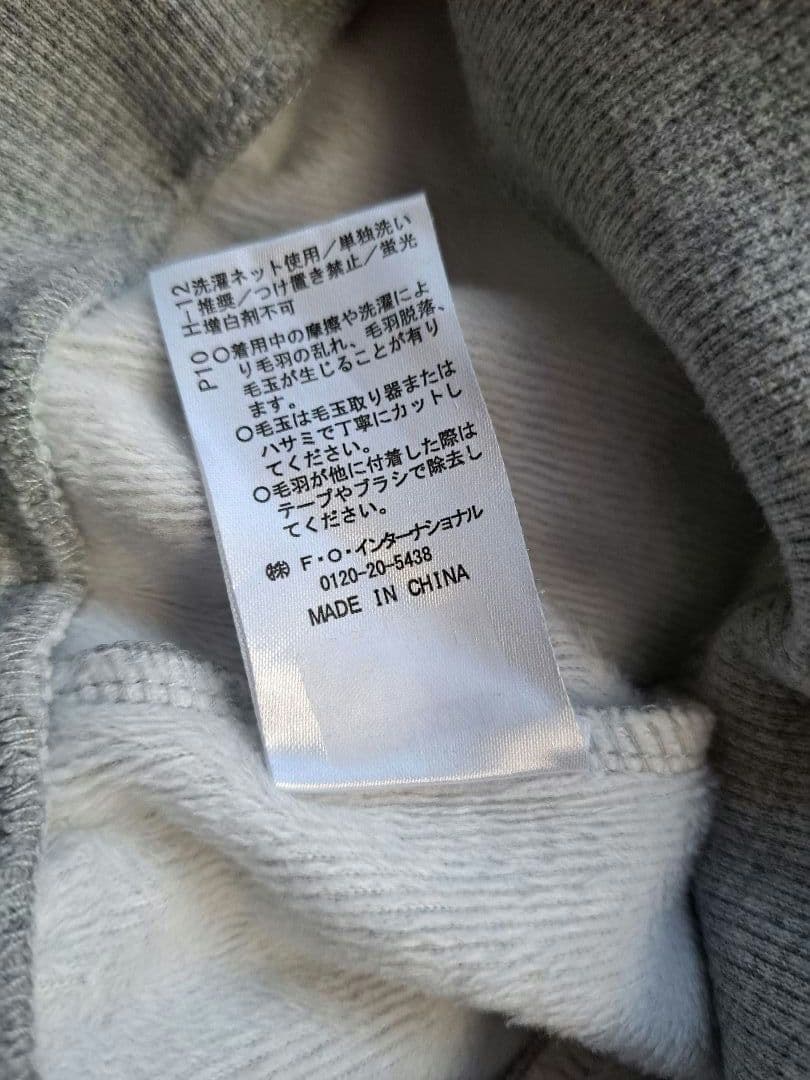 H-12
洗濯ネット使用/単独洗い
推奨/つけ置き禁止/蛍光
増白剤不可
P10
○着用中の摩擦や洗濯によ
り毛羽の乱れ、毛羽脱落、
毛玉が生じることが有り
ます。
○毛玉は毛玉取り器または
ハサミで丁寧にカットし
てください。
○毛羽が他に付着した際は
テープやブラシで除去し
てください。
㈱ F・O・インターナショナル
0120-20-5438
MADE IN CHINA